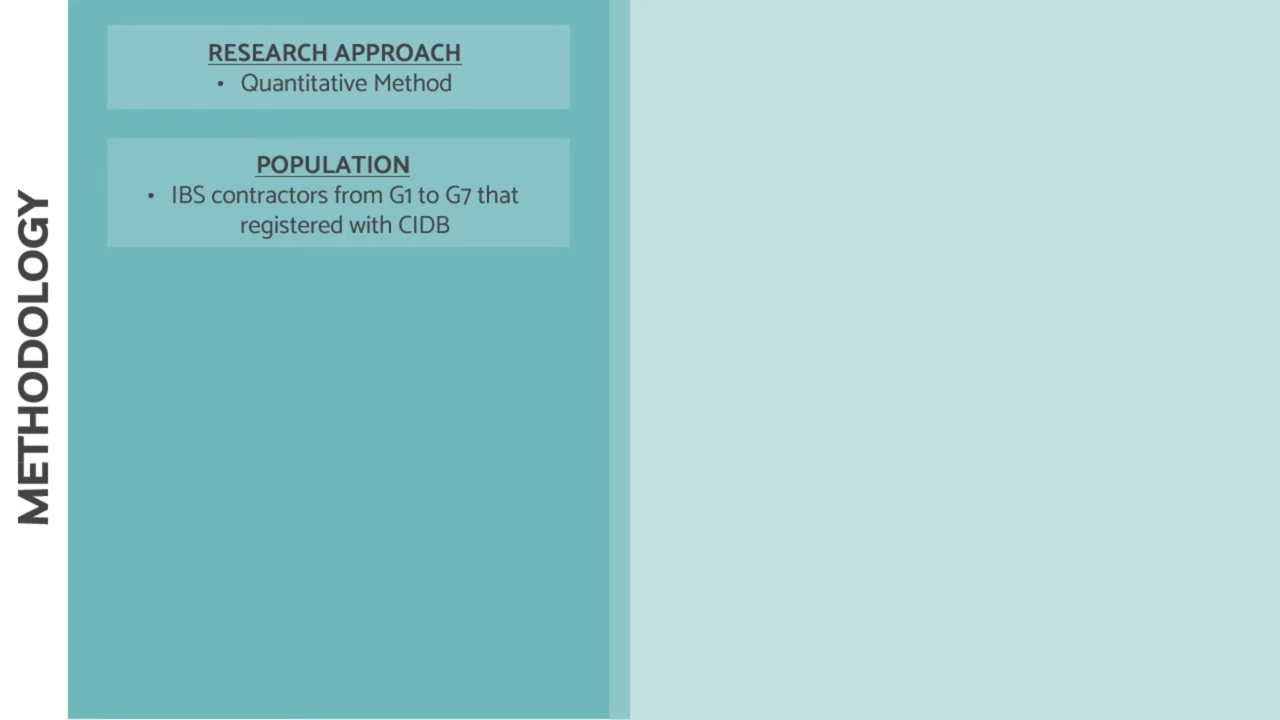 METHODOLOGY
RESEARCH APPROACH
• Quantitative Method
POPULATION
• IBS contractors from G1 to G7 that
registered with CIDB